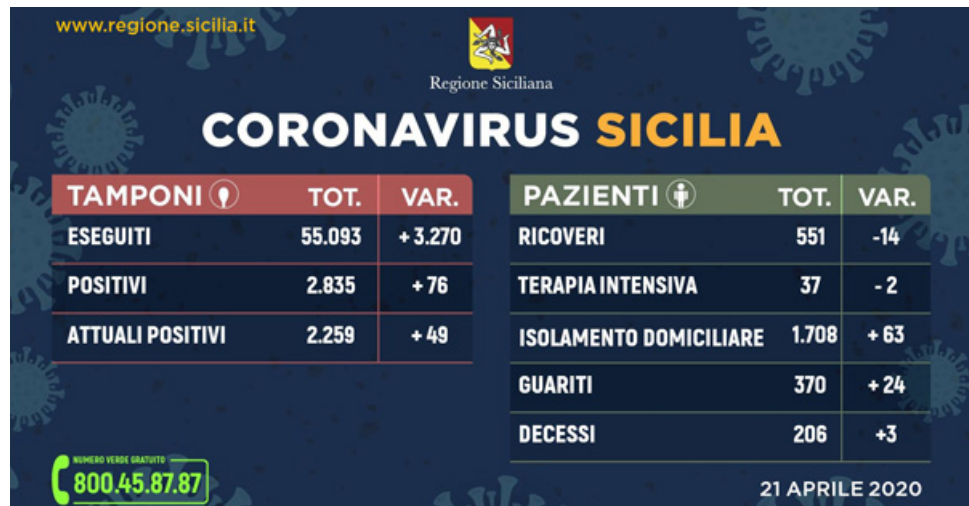 www.regione.sicilia.it
Regione Siciliana
CORONAVIRUS SICILIA
TAMPONI TOT. VAR.
ESEGUITI 55.093 +3.270
POSITIVI 2.835 +76
ATTUALI POSITIVI 2.259 +49
PAZIENTI TOT. VAR.
RICOVERI 551 -14
TERAPIA INTENSIVA 37 -2
ISOLAMENTO DOMICILIARE 1.708 +63
GUARITI 370 +24
DECESSI 206 +3
NUMERO VERDE GRATUITO
800.45.87.87
21 APRILE 2020